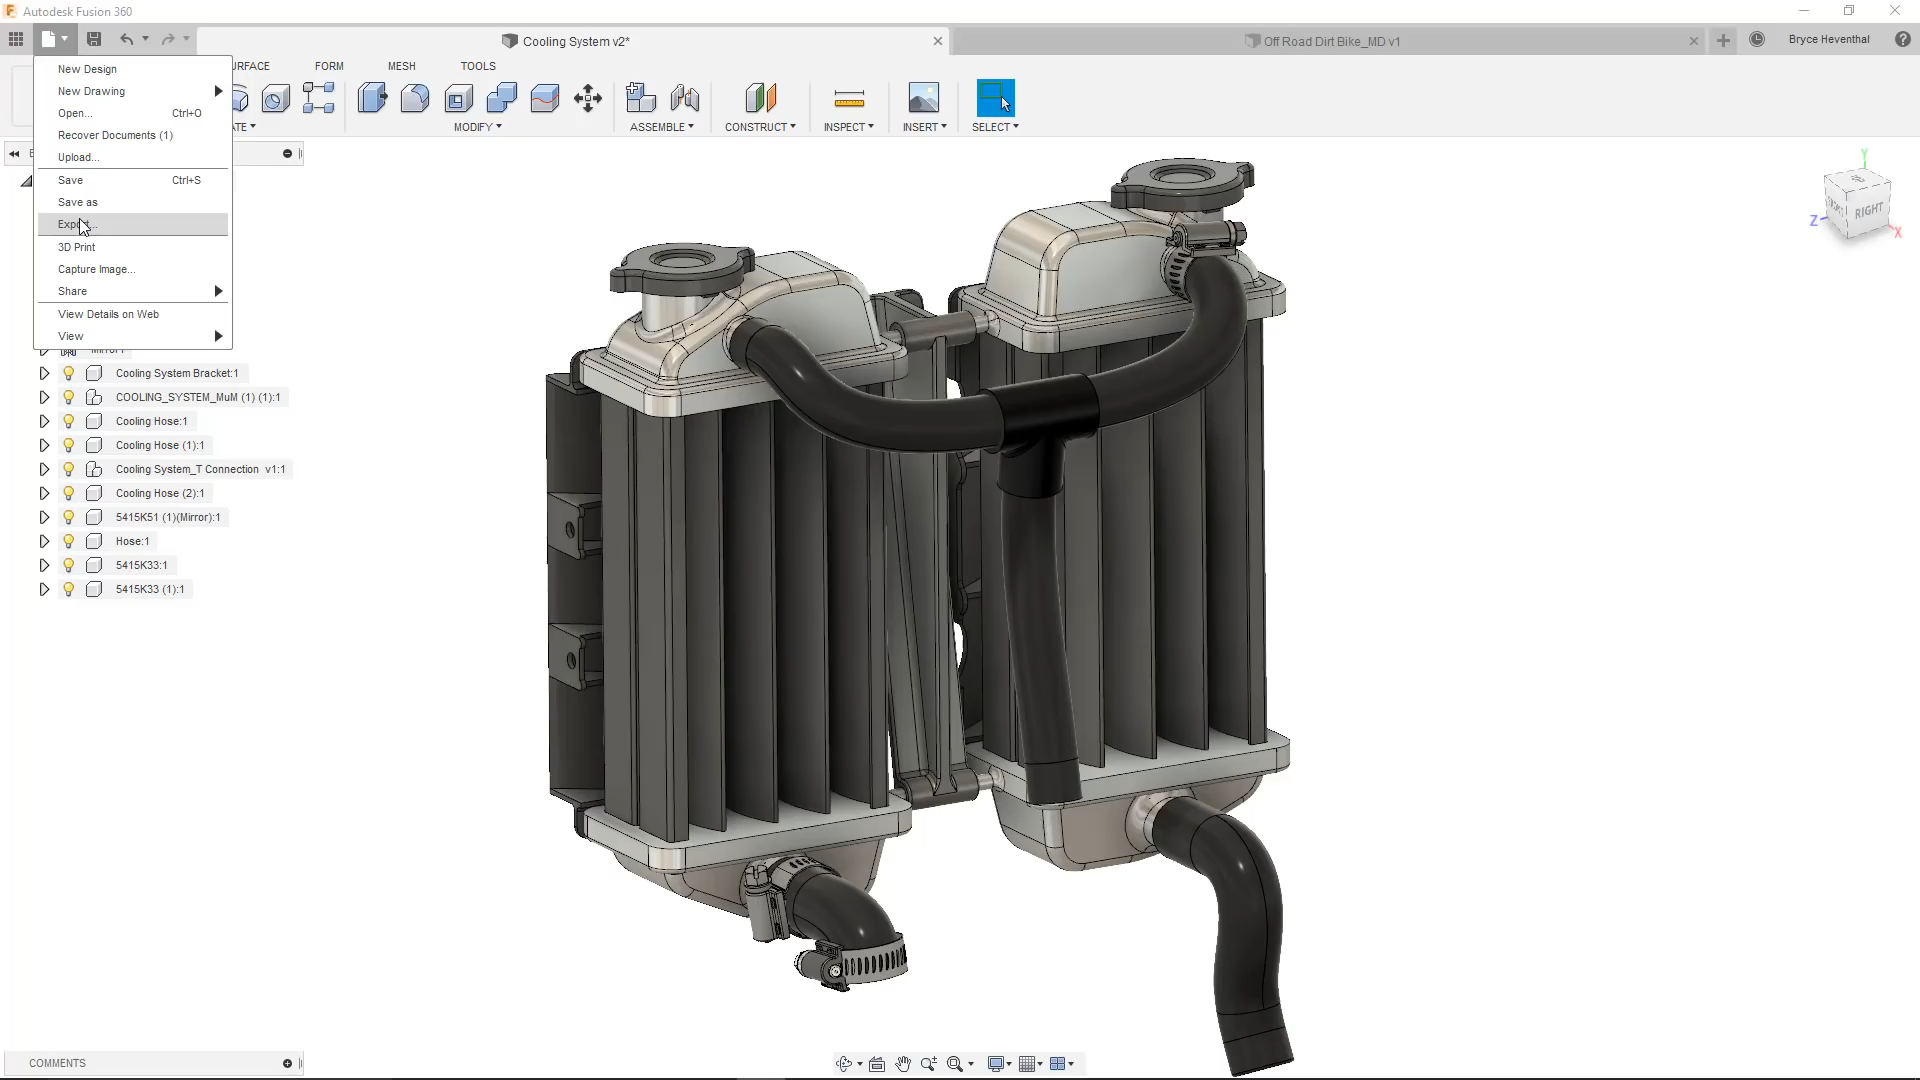 Autodesk Fusion 360
Cooling System v2*
Off Road Dirt Bike_MD v1
Bryce Heventhal
New Design
New Drawing
Open... Ctrl+O
Recover Documents (1)
Upload...
Save Ctrl+S
Save as
3D Print
Capture Image...
Share
View Details on Web
View
FORM
MESH
TOOLS
MODIFY
ASSEMBLE
CONSTRUCT
INSPECT
INSERT
SELECT
Cooling System Bracket:1
COOLING_SYSTEM_MuM (1) (1):1
Cooling Hose:1
Cooling Hose (1):1
Cooling System_T Connection v1:1
Cooling Hose (2):1
5415K51 (1)(Mirror):1
Hose:1
5415K33:1
5415K33 (1):1
Y
Z
X
RIGHT
COMMENTS